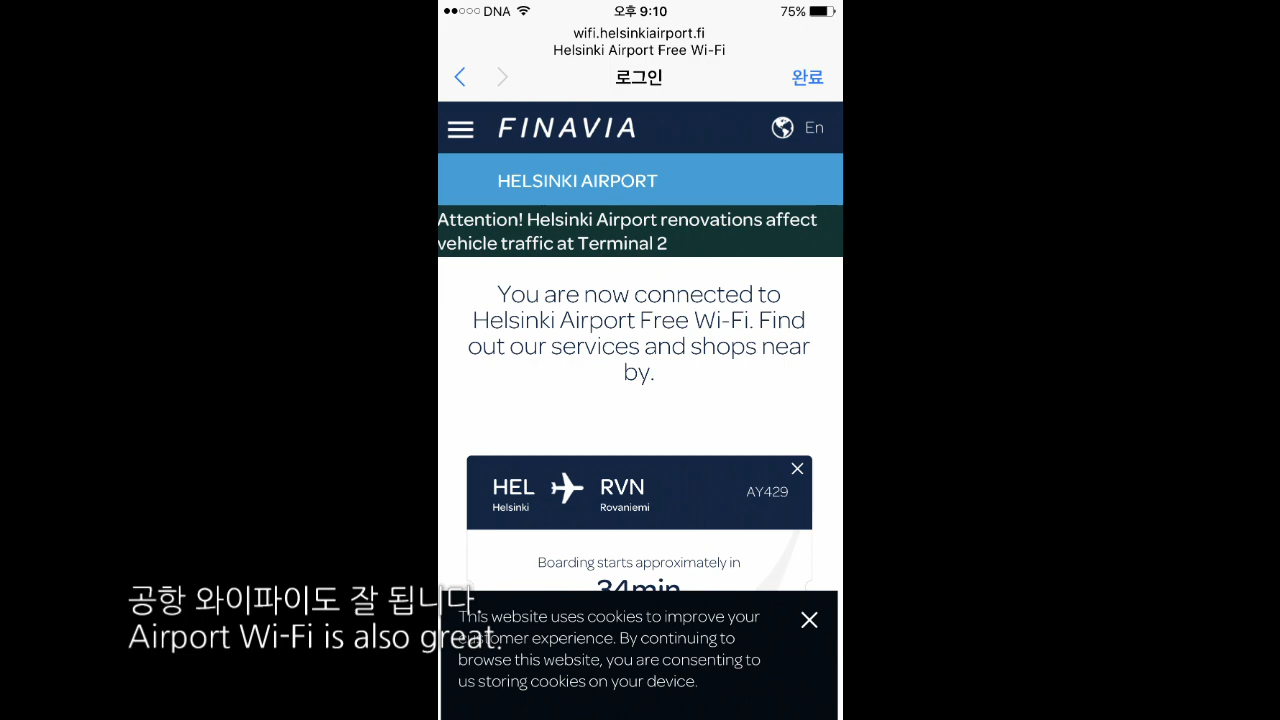 DNA 오후 9:10 75%
wifi.helsinkiairport.fi
Helsinki Airport Free Wi-Fi
로그인 완료
FINAVIA En
HELSINKI AIRPORT
Attention! Helsinki Airport renovations affect
vehicle traffic at Terminal 2
You are now connected to
Helsinki Airport Free Wi-Fi. Find
out our services and shops near
by.
HEL RVN AY429
Helsinki Rovaniemi
Boarding starts approximately in
34min
This website uses cookies to improve your
customer experience. By continuing to
browse this website, you are consenting to
us storing cookies on your device.
공항 와이파이도 잘 됩니다.
Airport Wi-Fi is also great.